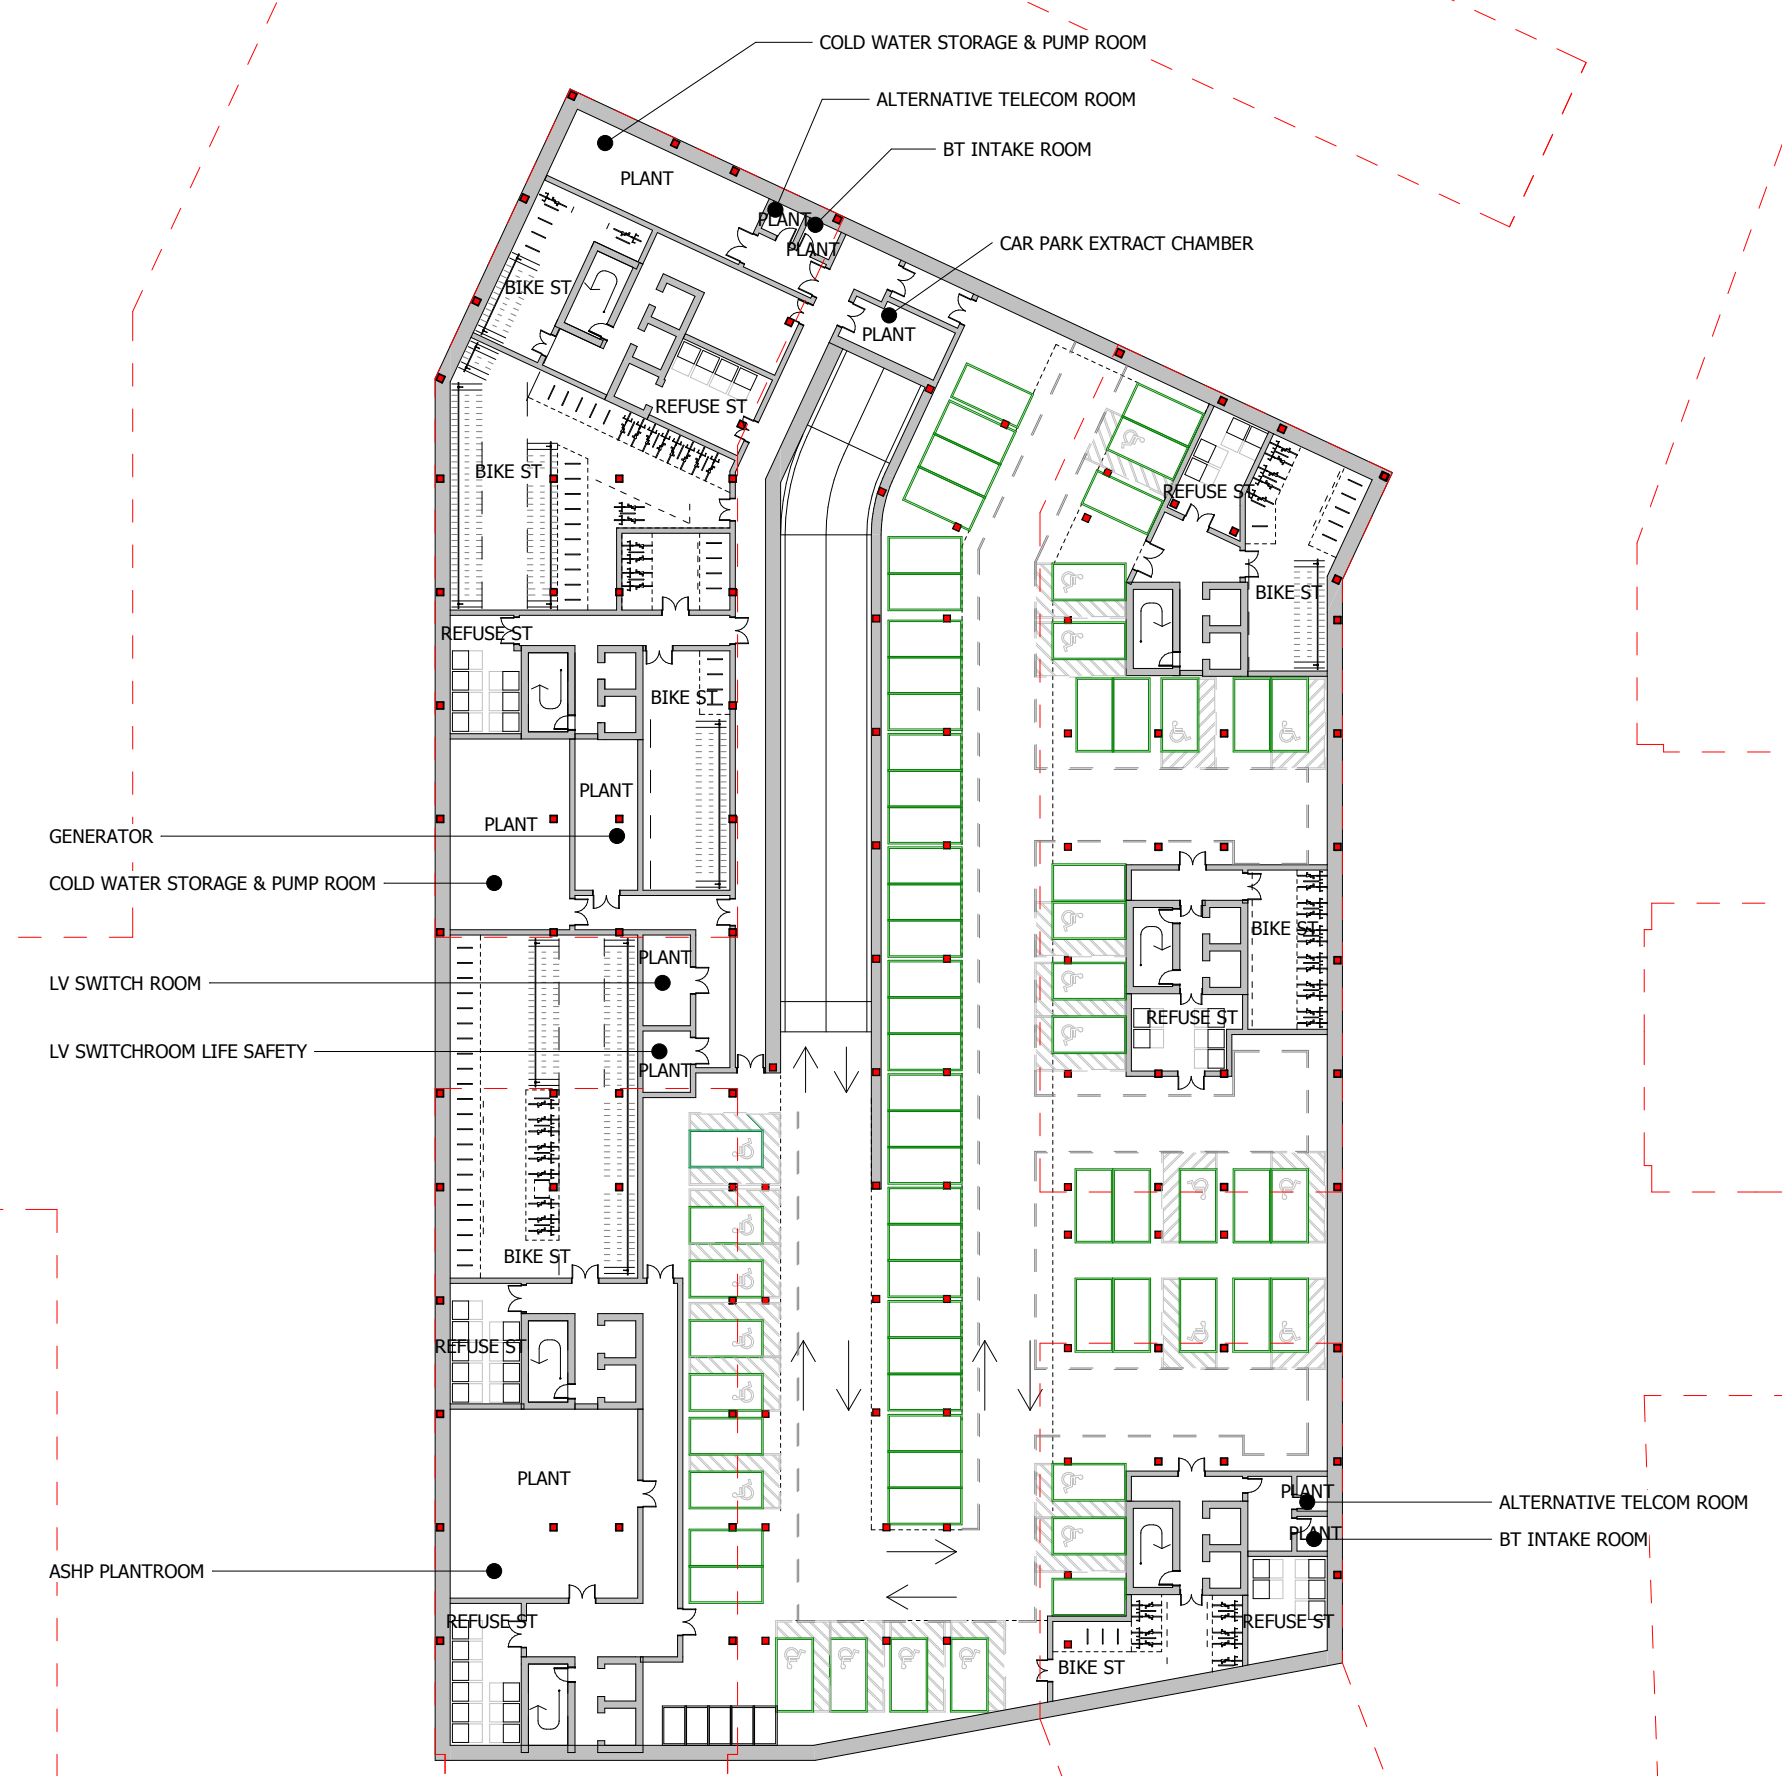 COLD WATER STORAGE & PUMP ROOM
ALTERNATIVE TELECOM ROOM
BT INTAKE ROOM
PLANT
PLANT
PLANT
CAR PARK EXTRACT CHAMBER
BIKE ST
PLANT
REFUSE ST
BIKE ST
REFUSE ST
BIKE ST
REFUSE ST
BIKE ST
PLANT
PLANT
GENERATOR
COLD WATER STORAGE & PUMP ROOM
BIKE ST
PLANT
LV SWITCH ROOM
REFUSE ST
LV SWITCHROOM LIFE SAFETY
PLANT
BIKE ST
REFUSE ST
PLANT
PLANT
ALTERNATIVE TELCOM ROOM
PLANT
BT INTAKE ROOM
ASHP PLANTROOM
REFUSE ST
REFUSE ST
BIKE ST